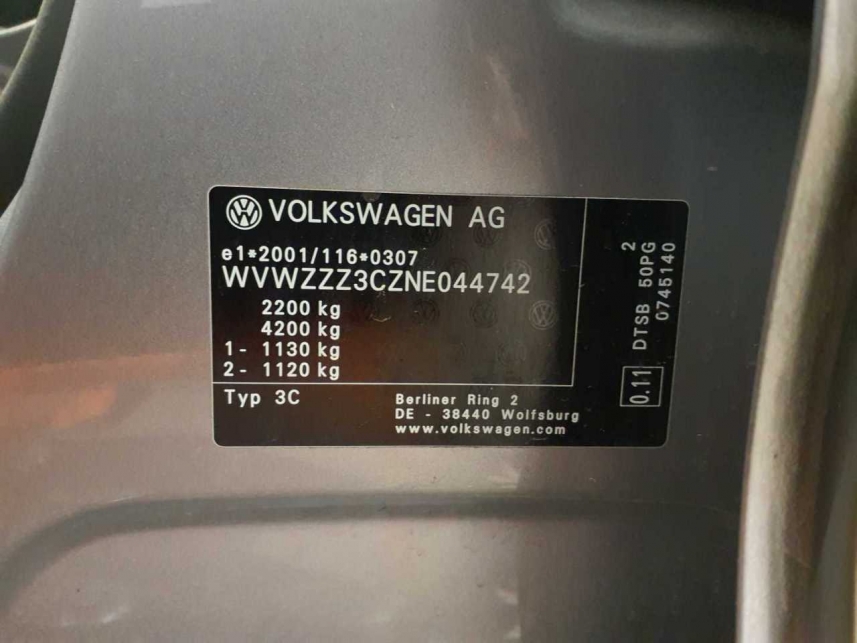 VOLKSWAGEN AG
e1*2001/116*0307
WVWZZZ3CZNE044742
2200 kg
4200 kg
1- 1130 kg
2- 1120 kg
Typ 3C
Berliner Ring 2
DE - 38440 Wolfsburg
www.volkswagen.com
0.11 DTSB 50PG 2
0745140